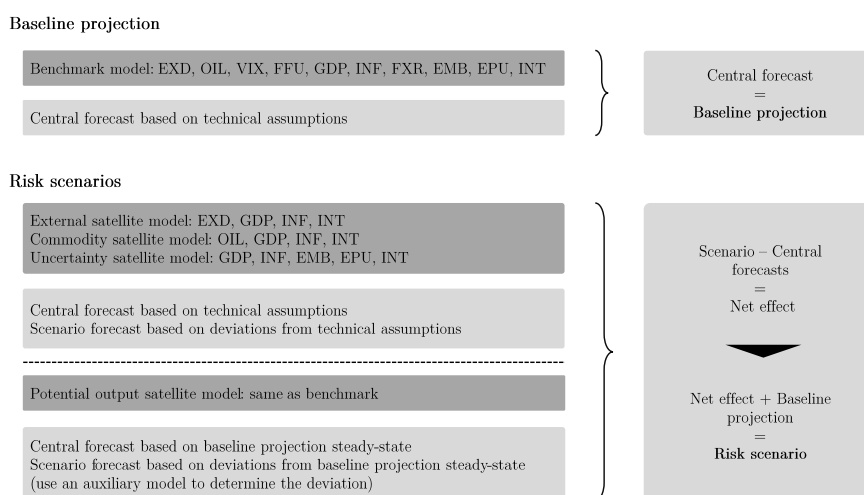 Baseline projection
Benchmark model: EXD, OIL, VIX, FFU, GDP, INF, FXR, EMB, EPU, INT
Central forecast based on technical assumptions
Central forecast
=
Baseline projection
Risk scenarios
External satellite model: EXD, GDP, INF, INT
Commodity satellite model: OIL, GDP, INF, INT
Uncertainty satellite model: GDP, INF, EMB, EPU, INT
Central forecast based on technical assumptions
Scenario forecast based on deviations from technical assumptions
Potential output satellite model: same as benchmark
Central forecast based on baseline projection steady-state
Scenario forecast based on deviations from baseline projection steady-state
(use an auxiliary model to determine the deviation)
Scenario – Central
forecasts
=
Net effect
Net effect + Baseline
projection
=
Risk scenario